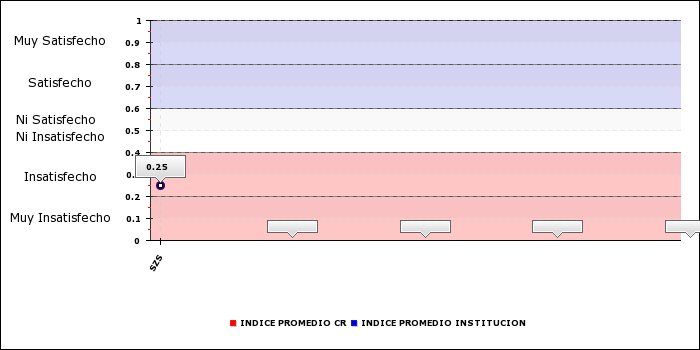 1
Muy Satisfecho
0.9
0.8
Satisfecho
0.7
0.6
Ni Satisfecho
0.5
Ni Insatisfecho
0.4
0.25
0.
Insatisfecho
0.2
Muy Insatisfecho
0.1
0
szs
INDICE PROMEDIO CR
INDICE PROMEDIO INSTITUCION